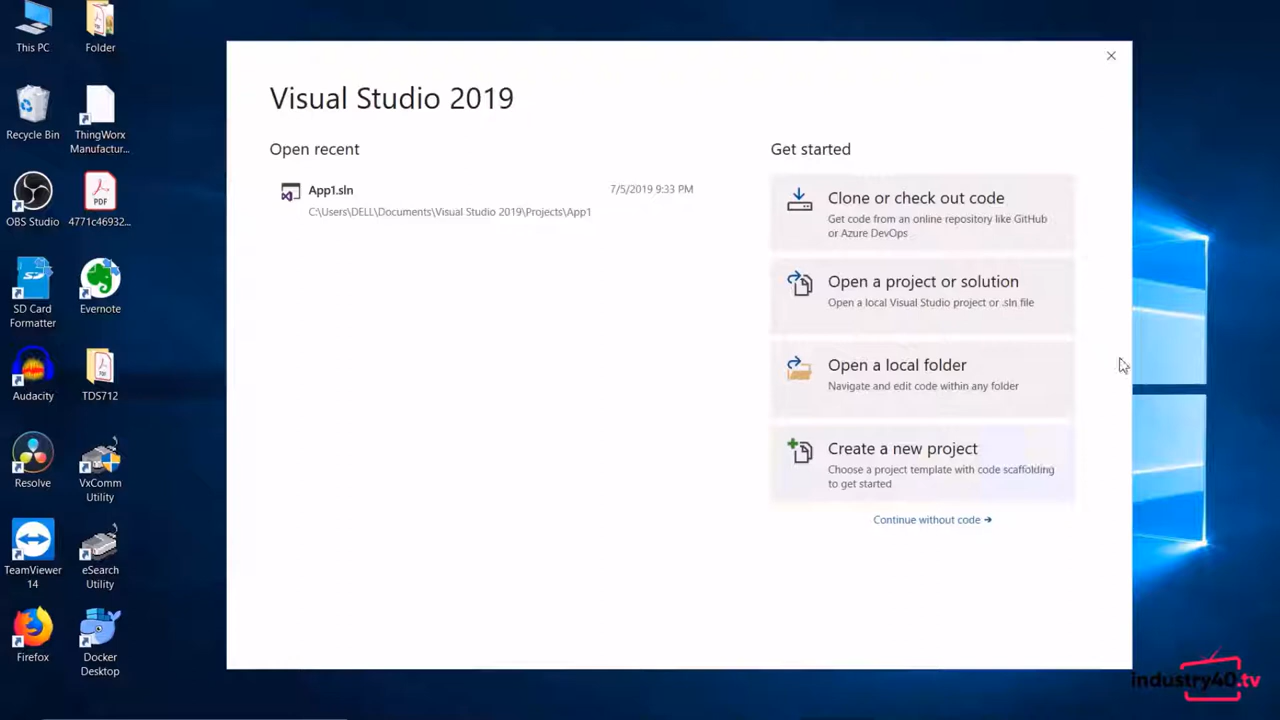 This PC
Folder
Recycle Bin
ThingWorx
Manufactur...
OBS Studio
PDF
4771c46932...
SD Card
Formatter
Evernote
Audacity
TDS712
Resolve
VxComm
Utility
TeamViewer
14
eSearch
Utility
Firefox
Docker
Desktop
Visual Studio 2019
Open recent
App1.sln
7/5/2019 9:33 PM
C:\Users\DELL\Documents\Visual Studio 2019\Projects\App1
Get started
Clone or check out code
Get code from an online repository like GitHub
or Azure DevOps
Open a project or solution
Open a local Visual Studio project or .sln file
Open a local folder
Navigate and edit code within any folder
Create a new project
Choose a project template with code scaffolding
to get started
Continue without code →
industry40.tv